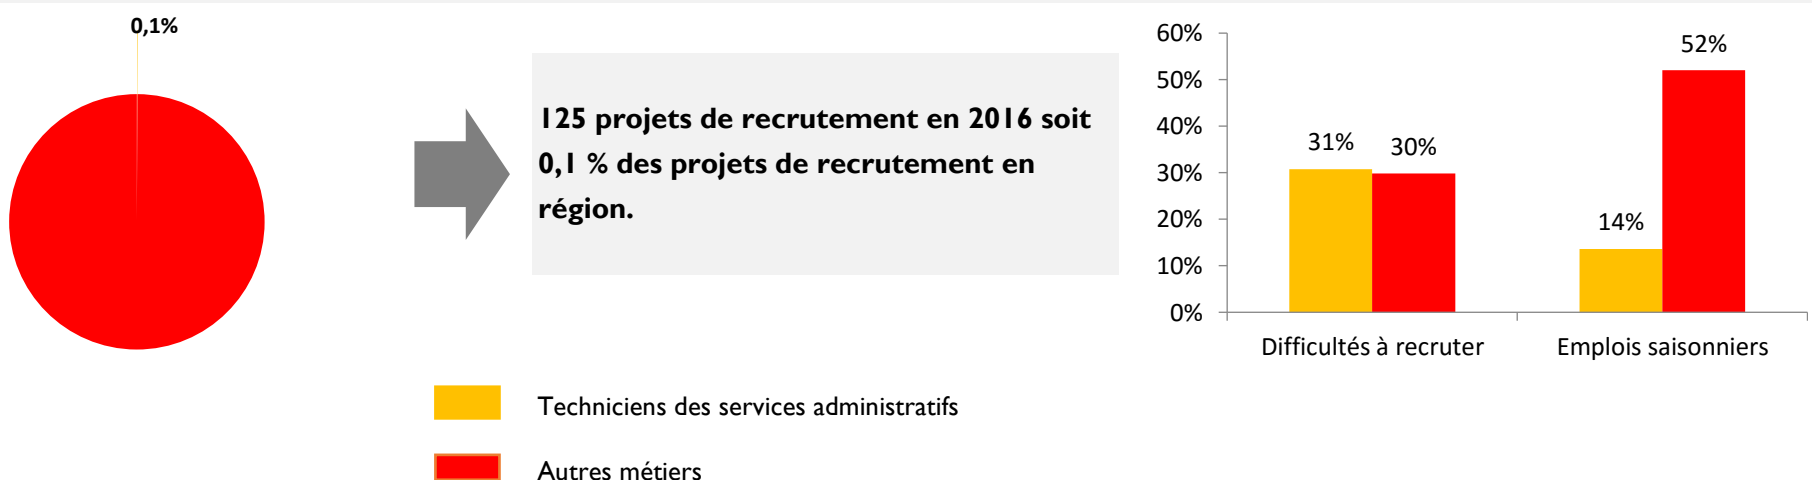 0,1%
125 projets de recrutement en 2016 soit
0,1 % des projets de recrutement en
région.
60%
50%
40%
30%
20%
10%
0%
31%
30%
14%
52%
Difficultés à recruter
Emplois saisonniers
Techniciens des services administratifs
Autres métiers